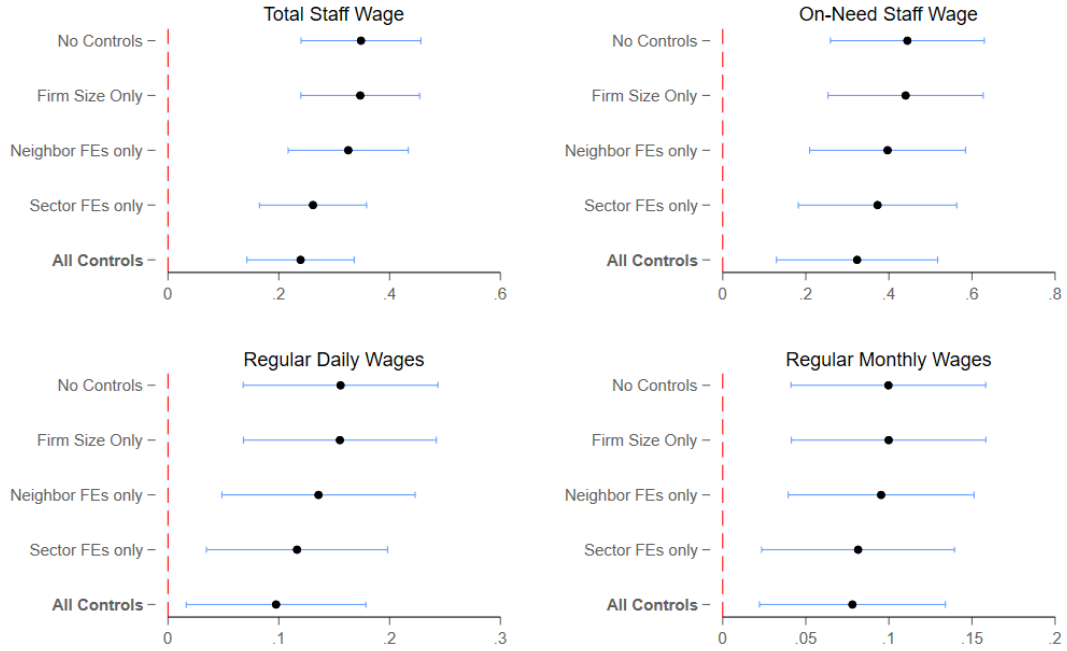 Total Staff Wage
No Controls
Firm Size Only
Neighbor FEs only
Sector FEs only
All Controls
0 .2 .4 .6
On-Need Staff Wage
No Controls
Firm Size Only
Neighbor FEs only
Sector FEs only
All Controls
0 .2 .4 .6 .8
Regular Daily Wages
No Controls
Firm Size Only
Neighbor FEs only
Sector FEs only
All Controls
0 .1 .2 .3
Regular Monthly Wages
No Controls
Firm Size Only
Neighbor FEs only
Sector FEs only
All Controls
0 .05 .1 .15 .2